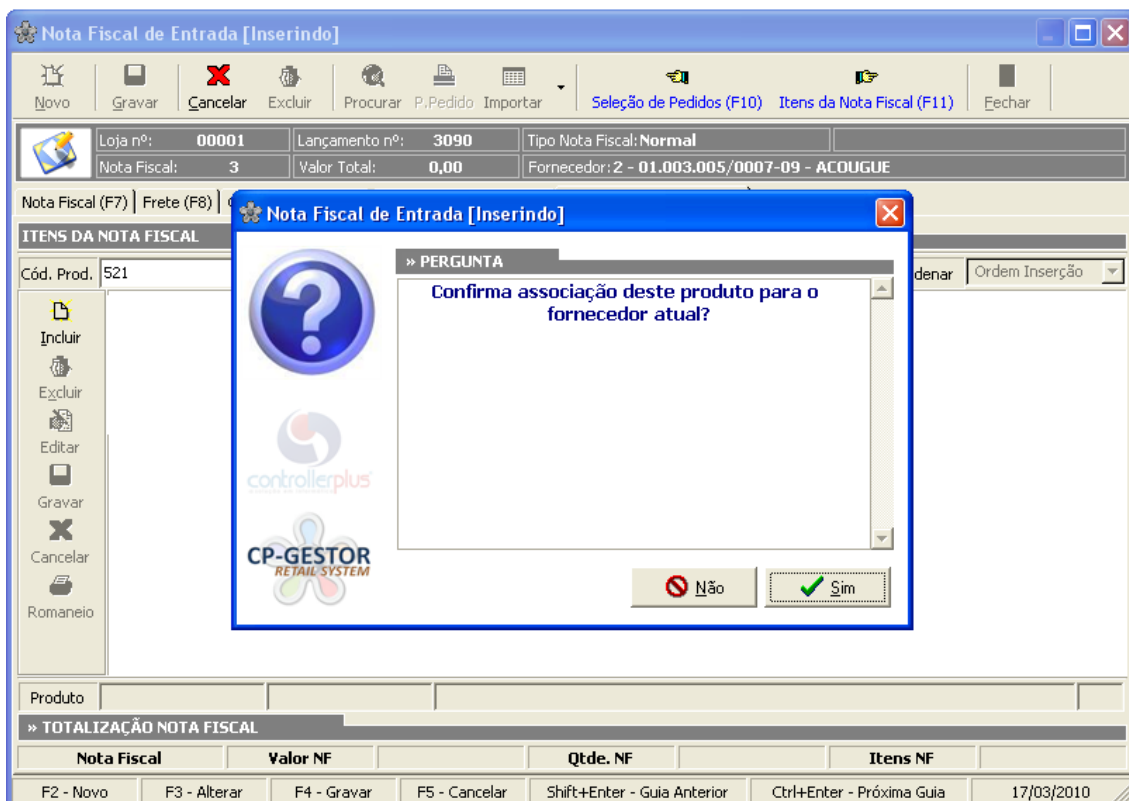 Nota Fiscal de Entrada [Inserindo]
Novo Gravar Cancelar Excluir Procurar P.Pedido Importar Seleção de Pedidos (F10) Itens da Nota Fiscal (F11) Fechar
Loja nº: 00001 Lançamento nº: 3090 Tipo Nota Fiscal: Normal
Nota Fiscal: 3 Valor Total: 0,00 Fornecedor: 2 - 01.003.005/0007-09 - ACOUGUE
Nota Fiscal (F7) Frete (F8)
ITENS DA NOTA FISCAL
Cód. Prod. 521 denar Ordem Inserção
Incluir
Excluir
Editar
Gravar
Cancelar
Romaneio
Nota Fiscal de Entrada [Inserindo]
» PERGUNTA
Confirma associação deste produto para o
fornecedor atual?
controllerplus
CP-GESTOR
RETAIL SYSTEM
Não Sim
Produto
» TOTALIZAÇÃO NOTA FISCAL
Nota Fiscal Valor NF Qtde. NF Itens NF
F2 - Novo F3 - Alterar F4 - Gravar F5 - Cancelar Shift+Enter - Guia Anterior Ctrl+Enter - Próxima Guia 17/03/2010